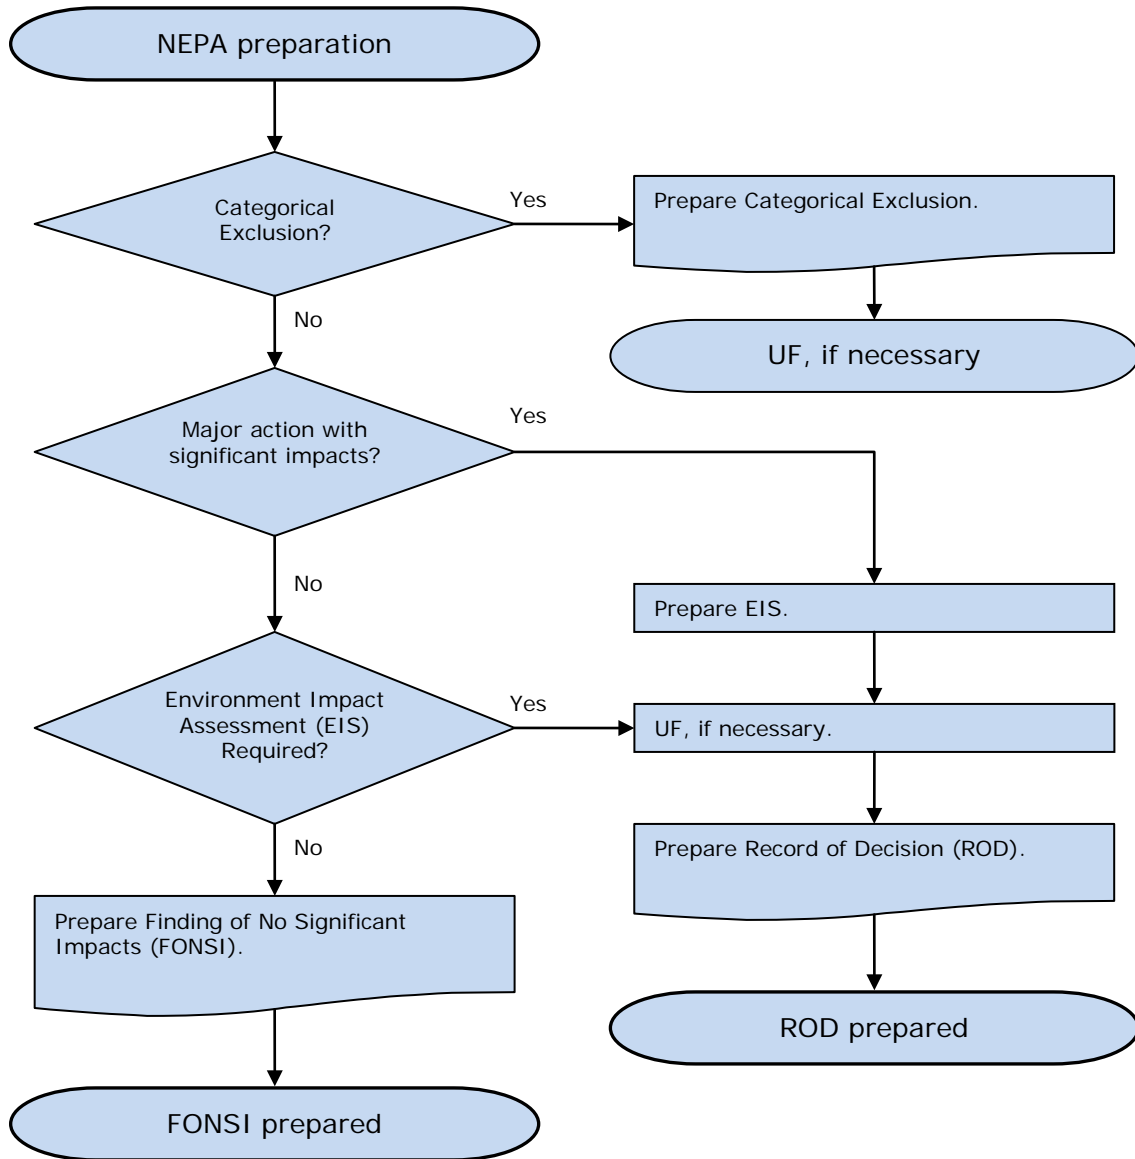 NEPA preparation
Categorical
Exclusion?
Yes
Prepare Categorical Exclusion.
No
UF, if necessary
Major action with
significant impacts?
Yes
No
Prepare EIS.
Environment Impact
Assessment (EIS)
Required?
Yes
UF, if necessary.
No
Prepare Record of Decision (ROD).
Prepare Finding of No Significant
Impacts (FONSI).
ROD prepared
FONSI prepared